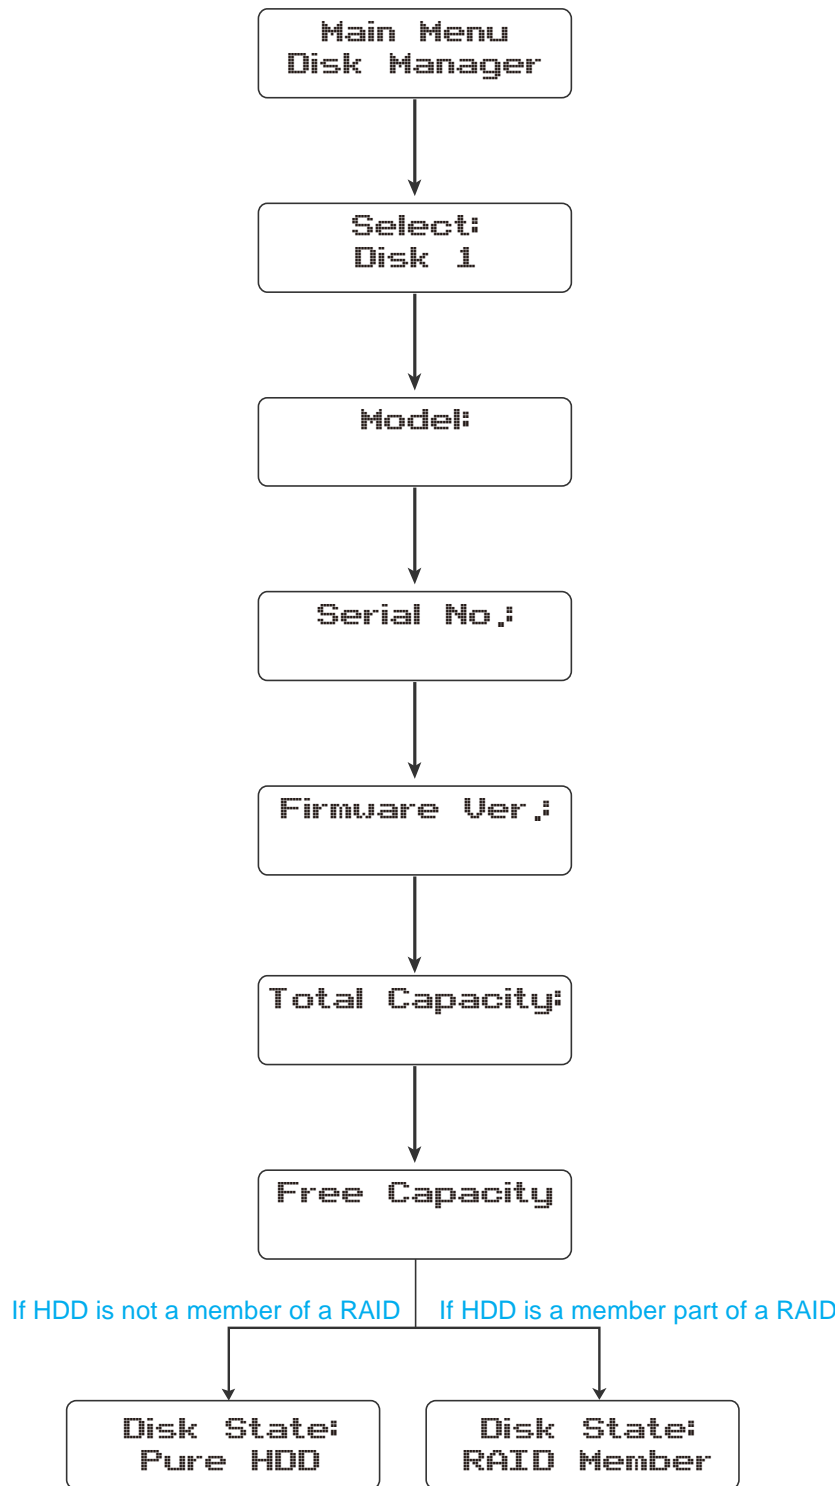 Main Menu
Disk Manager
Select:
Disk 1
Model:
Serial No.:
Firmware Ver.:
Total Capacity:
Free Capacity
If HDD is not a member of a RAID
If HDD is a member part of a RAID
Disk State:
Pure HDD
Disk State:
RAID Member